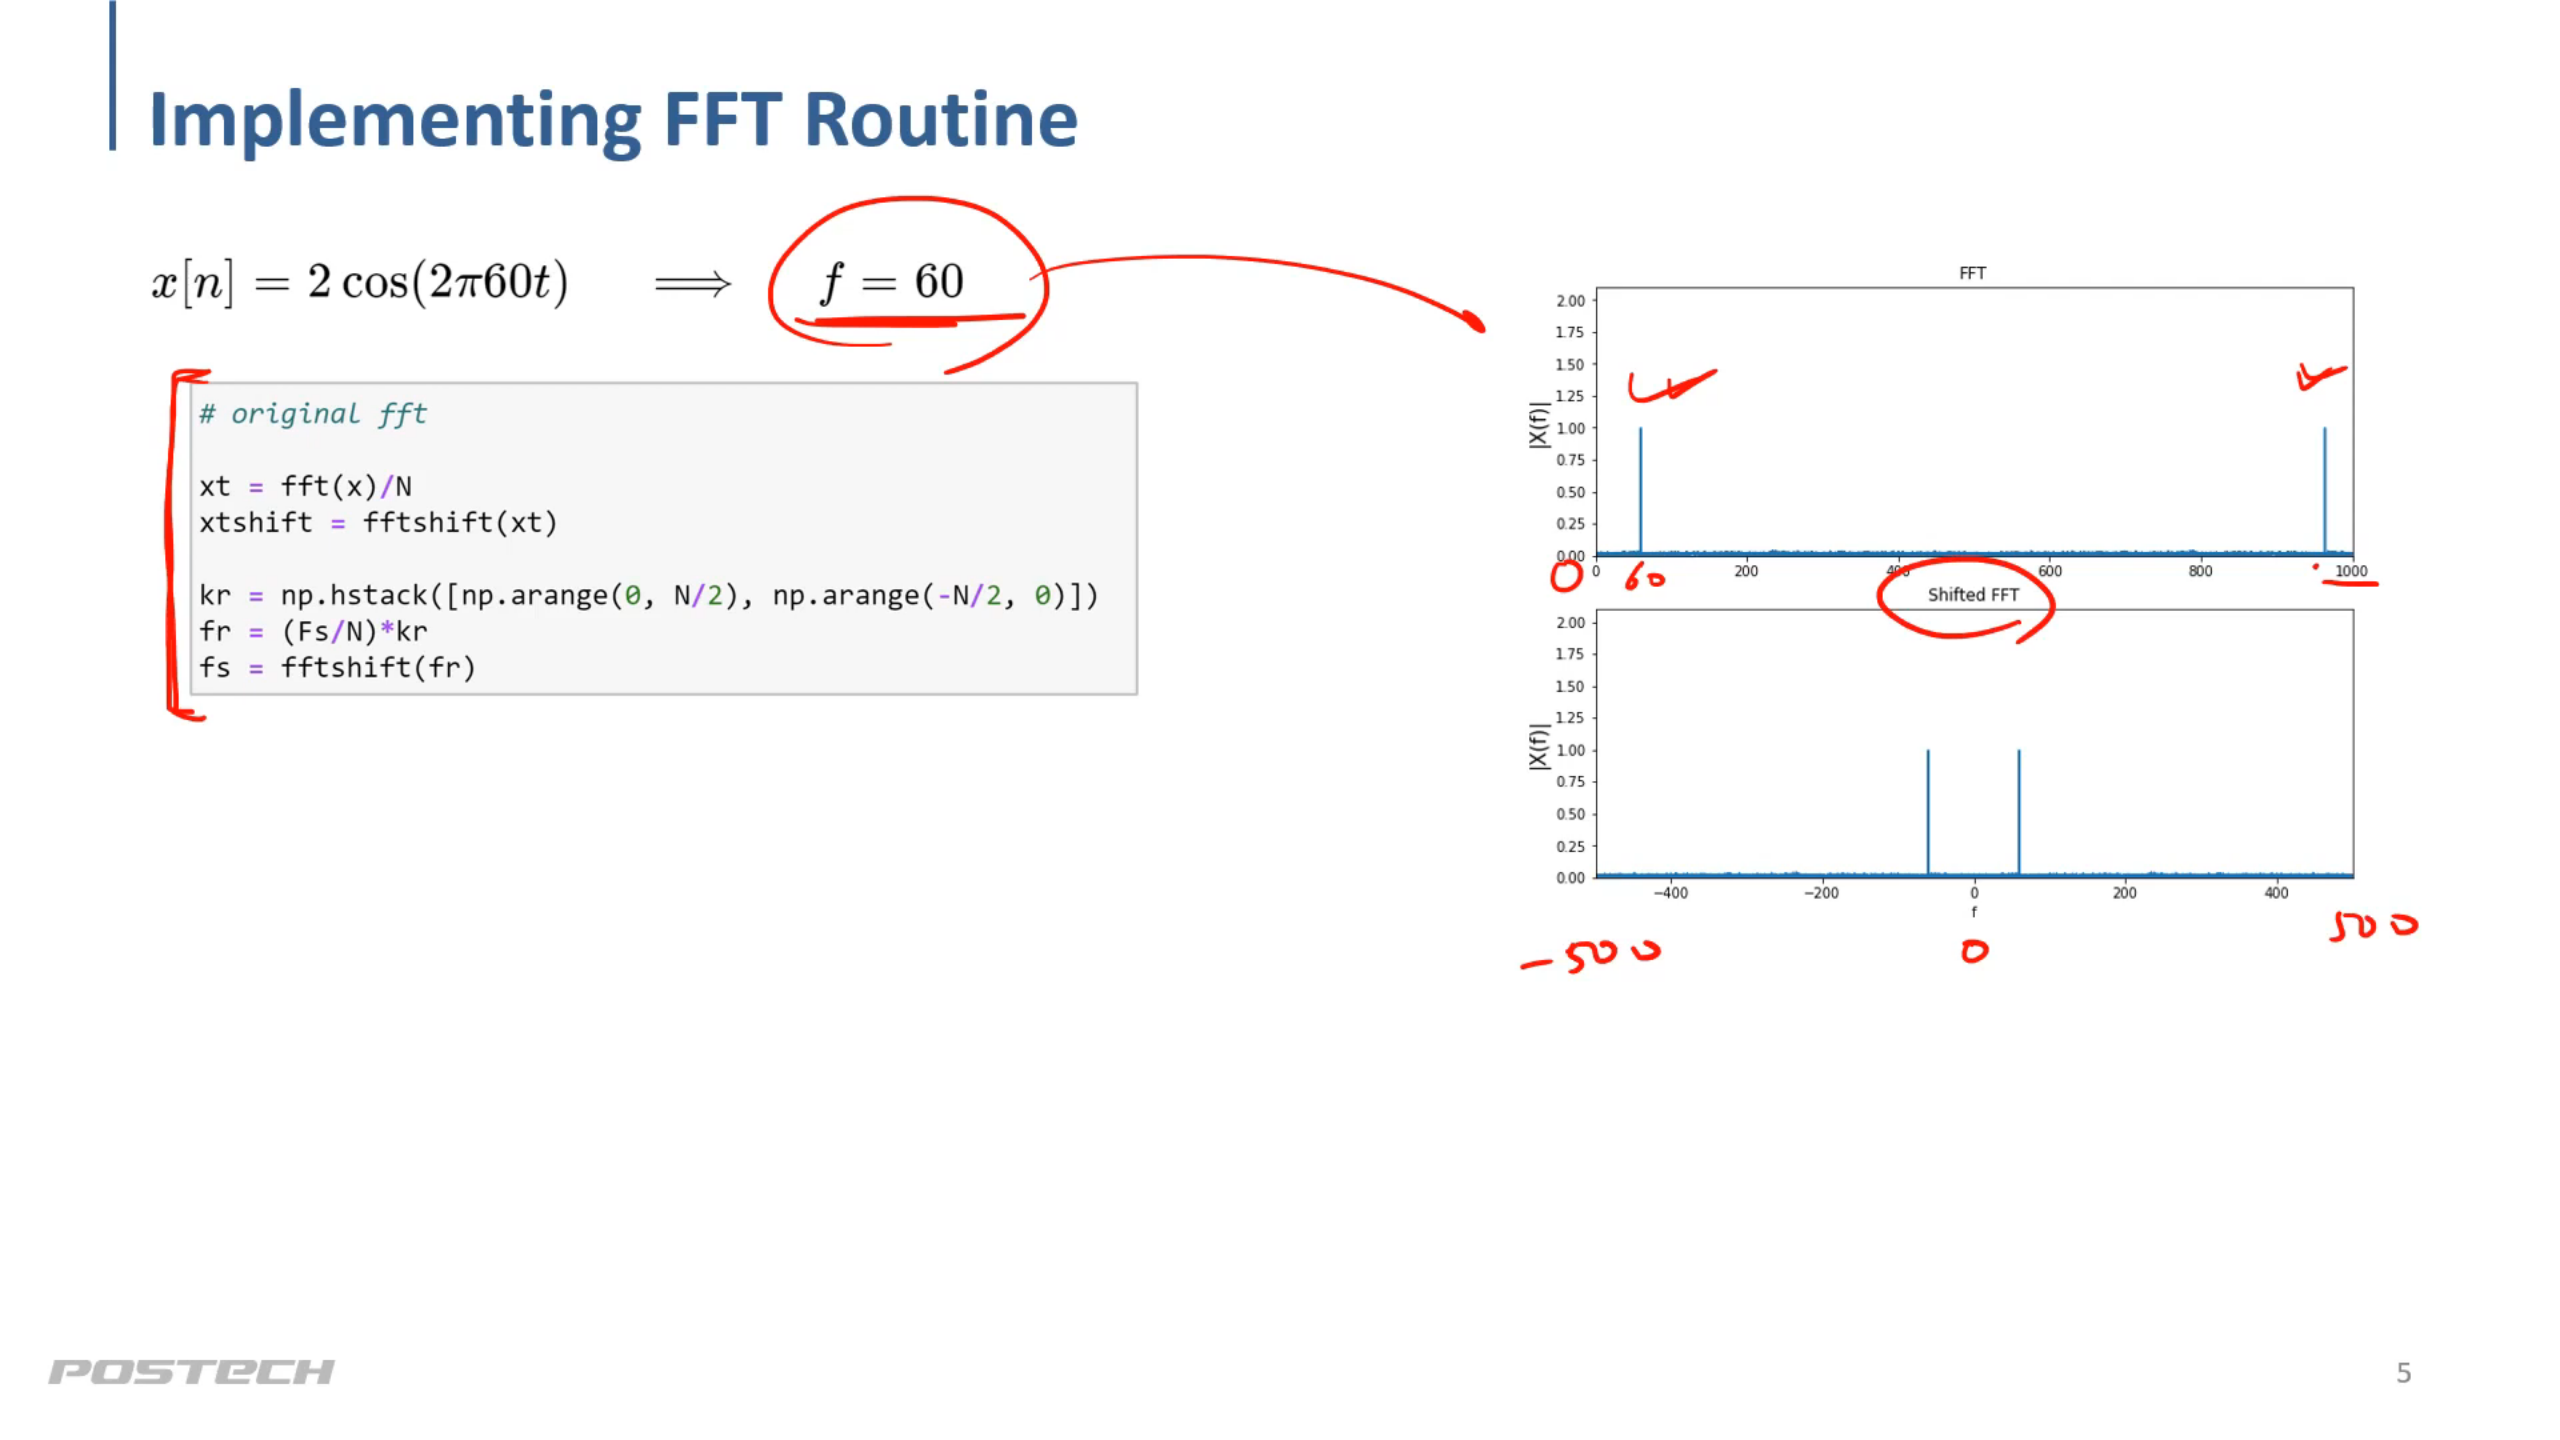 Implementing FFT Routine
x[n] = 2 cos(2π60t) ⟹ f = 60
# original fft
xt = fft(x)/N
xtshift = fftshift(xt)
kr = np.hstack([np.arange(0, N/2), np.arange(-N/2, 0)])
fr = (Fs/N)*kr
fs = fftshift(fr)
FFT
2.00
1.75
1.50
1.25
1.00
0.75
0.50
0.25
0.00
|X(f)|
0 200 400 600 800 1000
0 60
Shifted FFT
2.00
1.75
1.50
1.25
1.00
0.75
0.50
0.25
0.00
|X(f)|
−400 −200 0 200 400
f
-500 0 500
POSTECH
5